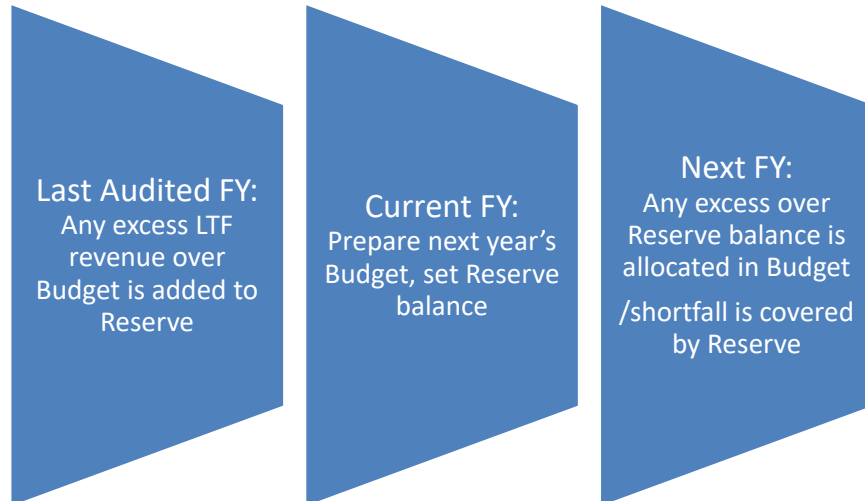 Last Audited FY:
Any excess LTF
revenue over
Budget is added to
Reserve
Current FY:
Prepare next year’s
Budget, set Reserve
balance
Next FY:
Any excess over
Reserve balance is
allocated in Budget
/shortfall is covered
by Reserve